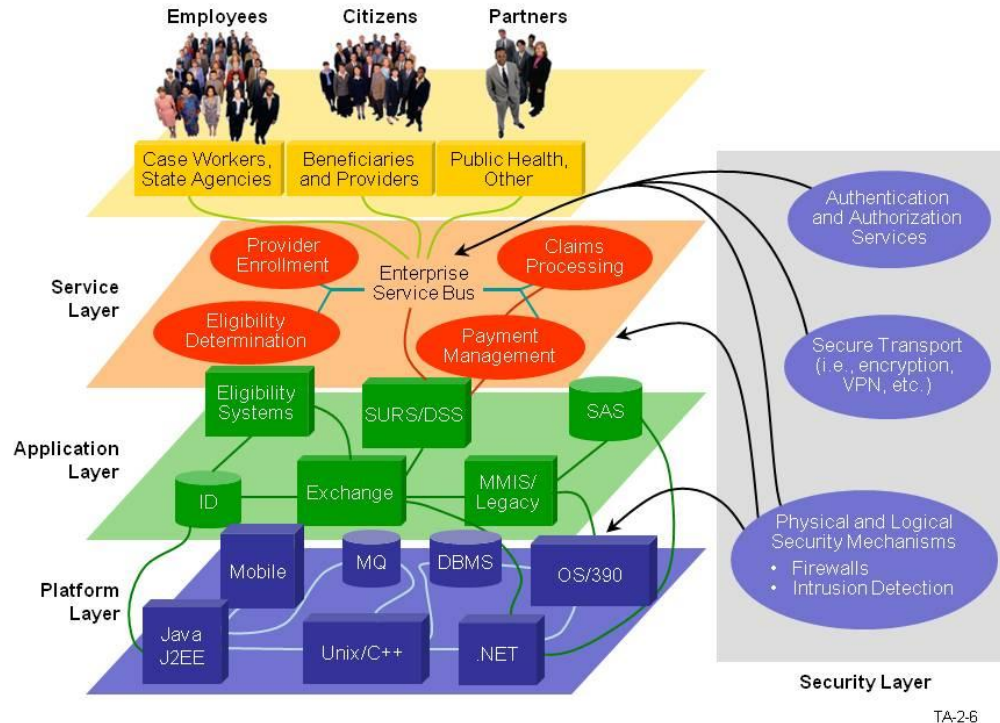 Employees
Citizens
Partners
Case Workers,
State Agencies
Beneficiaries
and Providers
Public Health,
Other
Service
Layer
Provider
Enrollment
Enterprise
Service Bus
Claims
Processing
Eligibility
Determination
Payment
Management
Application
Layer
Eligibility
Systems
SURS/DSS
SAS
ID
Exchange
MMIS/
Legacy
Platform
Layer
Mobile
MQ
DBMS
OS/390
Java
J2EE
Unix/C++
.NET
Authentication
and Authorization
Services
Secure Transport
(i.e., encryption,
VPN, etc.)
Physical and Logical
Security Mechanisms
• Firewalls
• Intrusion Detection
Security Layer
TA-2-6